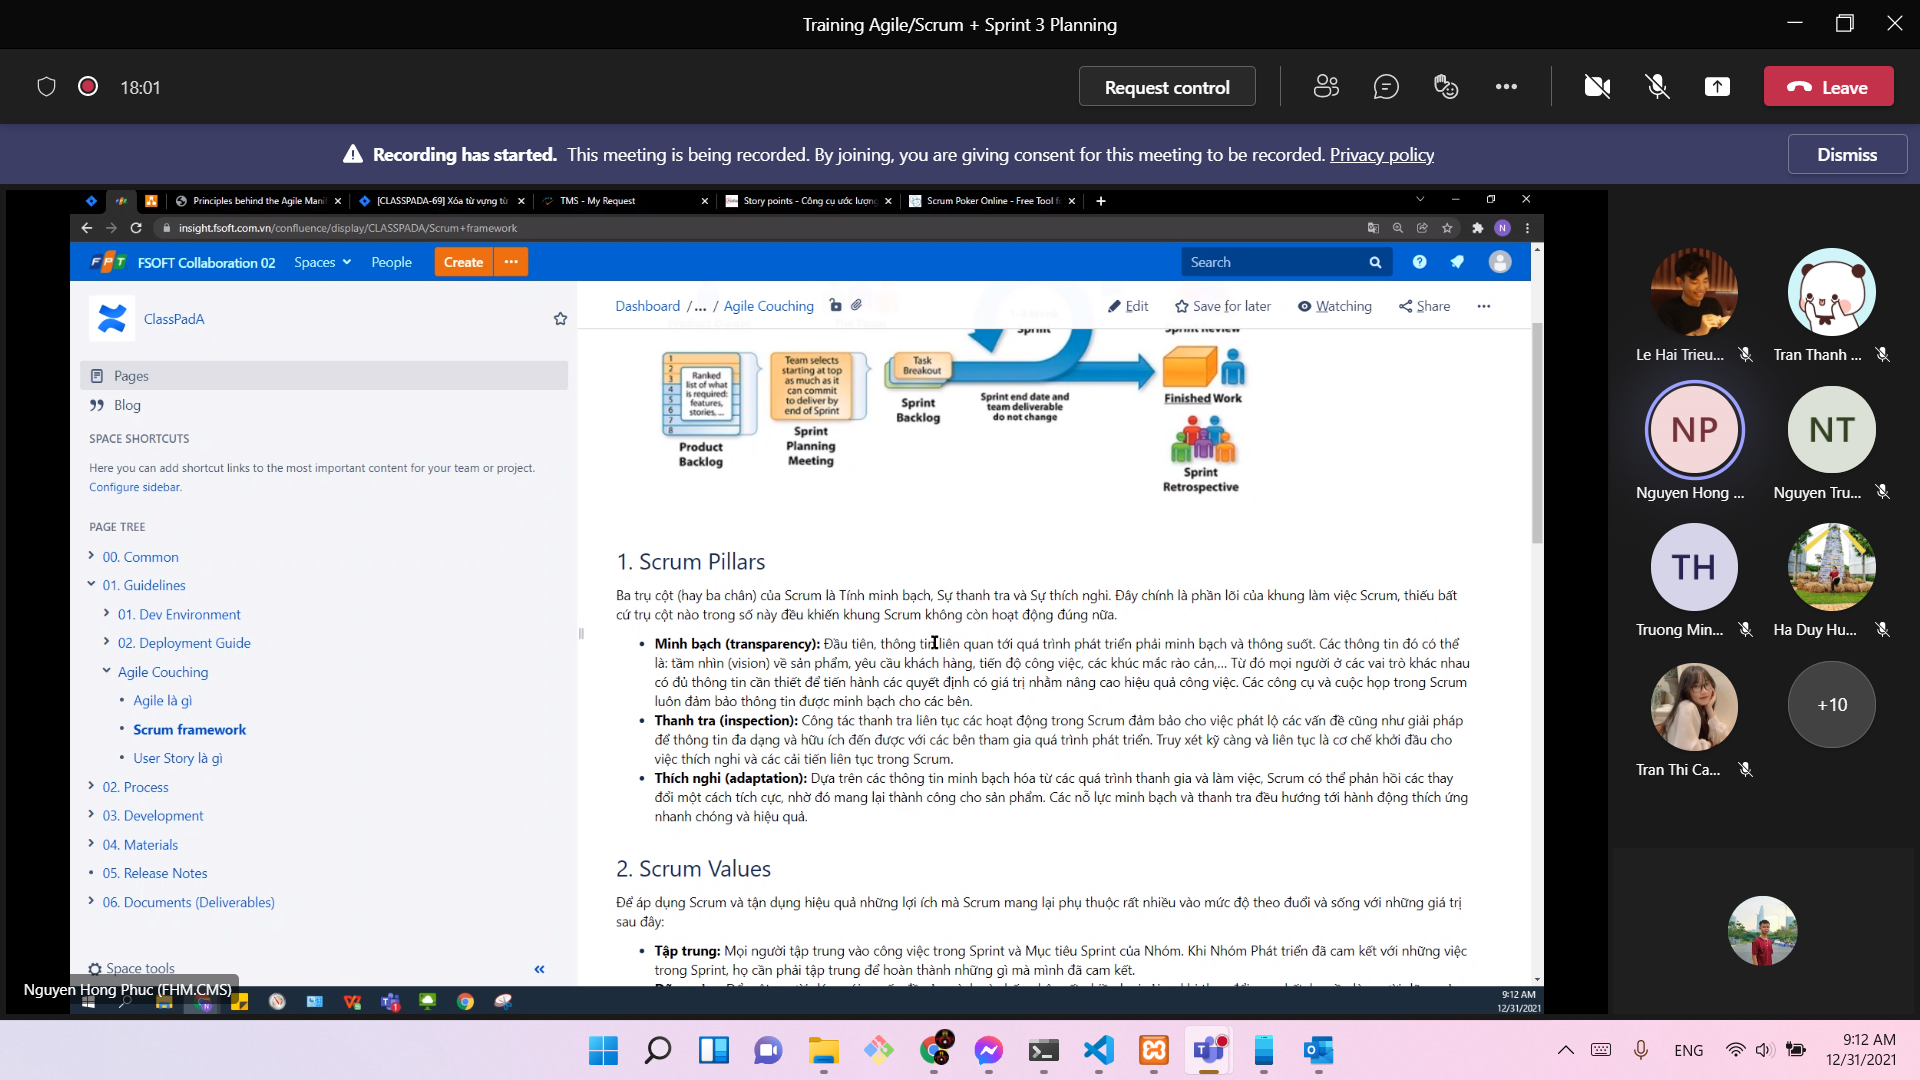 Training Agile/Scrum + Sprint 3 Planning
18:01
Request control
Leave
Recording has started. This meeting is being recorded. By joining, you are giving consent for this meeting to be recorded. Privacy policy
Dismiss
Principles behind the Agile Mani
[CLASSPADA-69] Xóa từ vựng từ
TMS - My Request
Story points - Công cụ ước lượng
Scrum Poker Online - Free Tool f
insight.fsoft.com.vn/confluence/display/CLASSPADA/Scrum+framework
N
FPT
FSOFT Collaboration 02
Spaces
People
Create
Search
ClassPadA
Dashboard /... / Agile Couching
Edit
Save for later
Watching
Share
Pages
Blog
SPACE SHORTCUTS
Here you can add shortcut links to the most important content for your team or project.
Configure sidebar.
PAGE TREE
00. Common
01. Guidelines
01. Dev Environment
02. Deployment Guide
Agile Couching
Agile là gì
Scrum framework
User Story là gì
02. Process
03. Development
04. Materials
05. Release Notes
06. Documents (Deliverables)
Space tools
Sprint
Sprint Review
1
2
3
4
5
6
7
8
Ranked
list of what
is required:
features,
stories, ...
Product
Backlog
Team selects
starting at top
as much as it
can commit
to deliver by
end of Sprint
Sprint
Planning
Meeting
Task
Breakout
Sprint
Backlog
Sprint end date and
team deliverable
do not change
Finished Work
Sprint
Retrospective
1. Scrum Pillars
Ba trụ cột (hay ba chân) của Scrum là Tính minh bạch, Sự thanh tra và Sự thích nghi. Đây chính là phần lõi của khung làm việc Scrum, thiếu bất
cứ trụ cột nào trong số này đều khiến khung Scrum không còn hoạt động đúng nữa.
• Minh bạch (transparency): Đầu tiên, thông tin liên quan tới quá trình phát triển phải minh bạch và thông suốt. Các thông tin đó có thể
là: tầm nhìn (vision) về sản phẩm, yêu cầu khách hàng, tiến độ công việc, các khúc mắc rào cản,... Từ đó mọi người ở các vai trò khác nhau
có đủ thông tin cần thiết để tiến hành các quyết định có giá trị nhằm nâng cao hiệu quả công việc. Các công cụ và cuộc họp trong Scrum
luôn đảm bảo thông tin được minh bạch cho các bên.
• Thanh tra (inspection): Công tác thanh tra liên tục các hoạt động trong Scrum đảm bảo cho việc phát lộ các vấn đề cũng như giải pháp
để thông tin đa dạng và hữu ích đến được với các bên tham gia quá trình phát triển. Truy xét kỹ càng và liên tục là cơ chế khởi đầu cho
việc thích nghi và các cải tiến liên tục trong Scrum.
• Thích nghi (adaptation): Dựa trên các thông tin minh bạch hóa từ các quá trình thanh gia và làm việc, Scrum có thể phản hồi các thay
đổi một cách tích cực, nhờ đó mang lại thành công cho sản phẩm. Các nỗ lực minh bạch và thanh tra đều hướng tới hành động thích ứng
nhanh chóng và hiệu quả.
2. Scrum Values
Để áp dụng Scrum và tận dụng hiệu quả những lợi ích mà Scrum mang lại phụ thuộc rất nhiều vào mức độ theo đuổi và sống với những giá trị
sau đây:
• Tập trung: Mọi người tập trung vào công việc trong Sprint và Mục tiêu Sprint của Nhóm. Khi Nhóm Phát triển đã cam kết với những việc
trong Sprint, họ cần phải tập trung để hoàn thành những gì mà mình đã cam kết.
Nguyen Hong Phuc (FHM.CMS)
9:12 AM
12/31/2021
Le Hai Trieu...
Tran Thanh ...
NP
Nguyen Hong ...
NT
Nguyen Tru...
TH
Truong Min...
Ha Duy Hu...
Tran Thi Ca...
+10
ENG
9:12 AM
12/31/2021